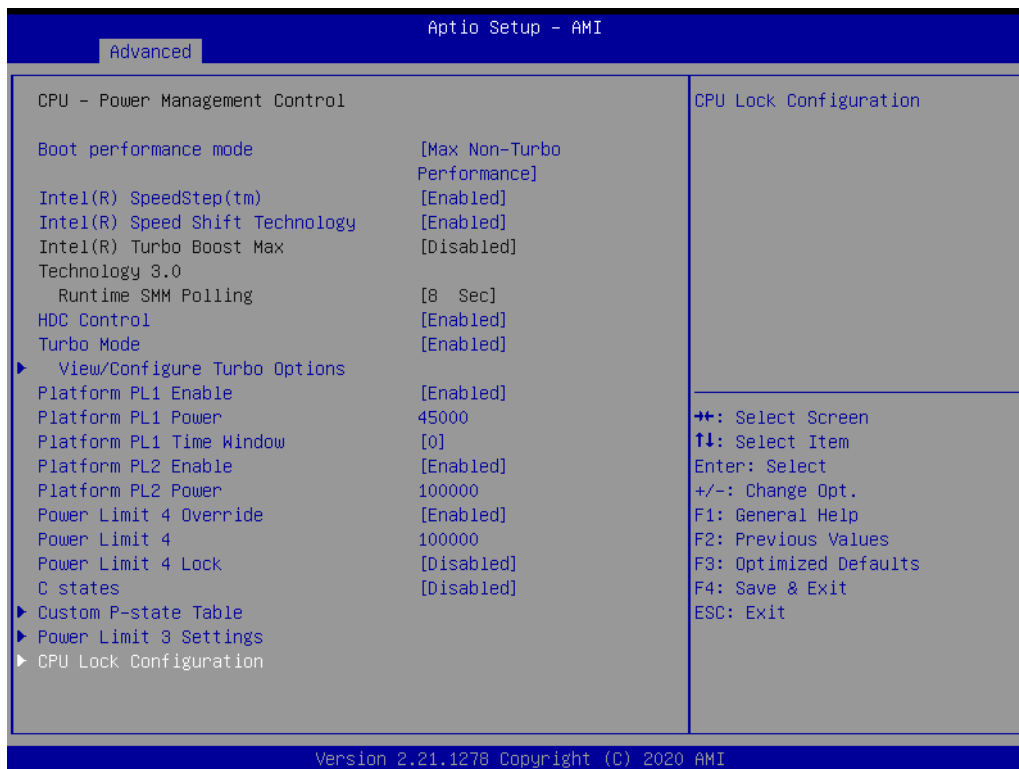 Aptio Setup - AMI
Advanced
CPU - Power Management Control
Boot performance mode [Max Non-Turbo
Performance]
Intel(R) SpeedStep(tm) [Enabled]
Intel(R) Speed Shift Technology [Enabled]
Intel(R) Turbo Boost Max [Disabled]
Technology 3.0
Runtime SMM Polling [8 Sec]
HDC Control [Enabled]
Turbo Mode [Enabled]
View/Configure Turbo Options
Platform PL1 Enable [Enabled]
Platform PL1 Power 45000
Platform PL1 Time Window [0]
Platform PL2 Enable [Enabled]
Platform PL2 Power 100000
Power Limit 4 Override [Enabled]
Power Limit 4 100000
Power Limit 4 Lock [Disabled]
C states [Disabled]
Custom P-state Table
Power Limit 3 Settings
CPU Lock Configuration
CPU Lock Configuration
→←: Select Screen
↑↓: Select Item
Enter: Select
+/-: Change Opt.
F1: General Help
F2: Previous Values
F3: Optimized Defaults
F4: Save & Exit
ESC: Exit
Version 2.21.1278 Copyright (C) 2020 AMI